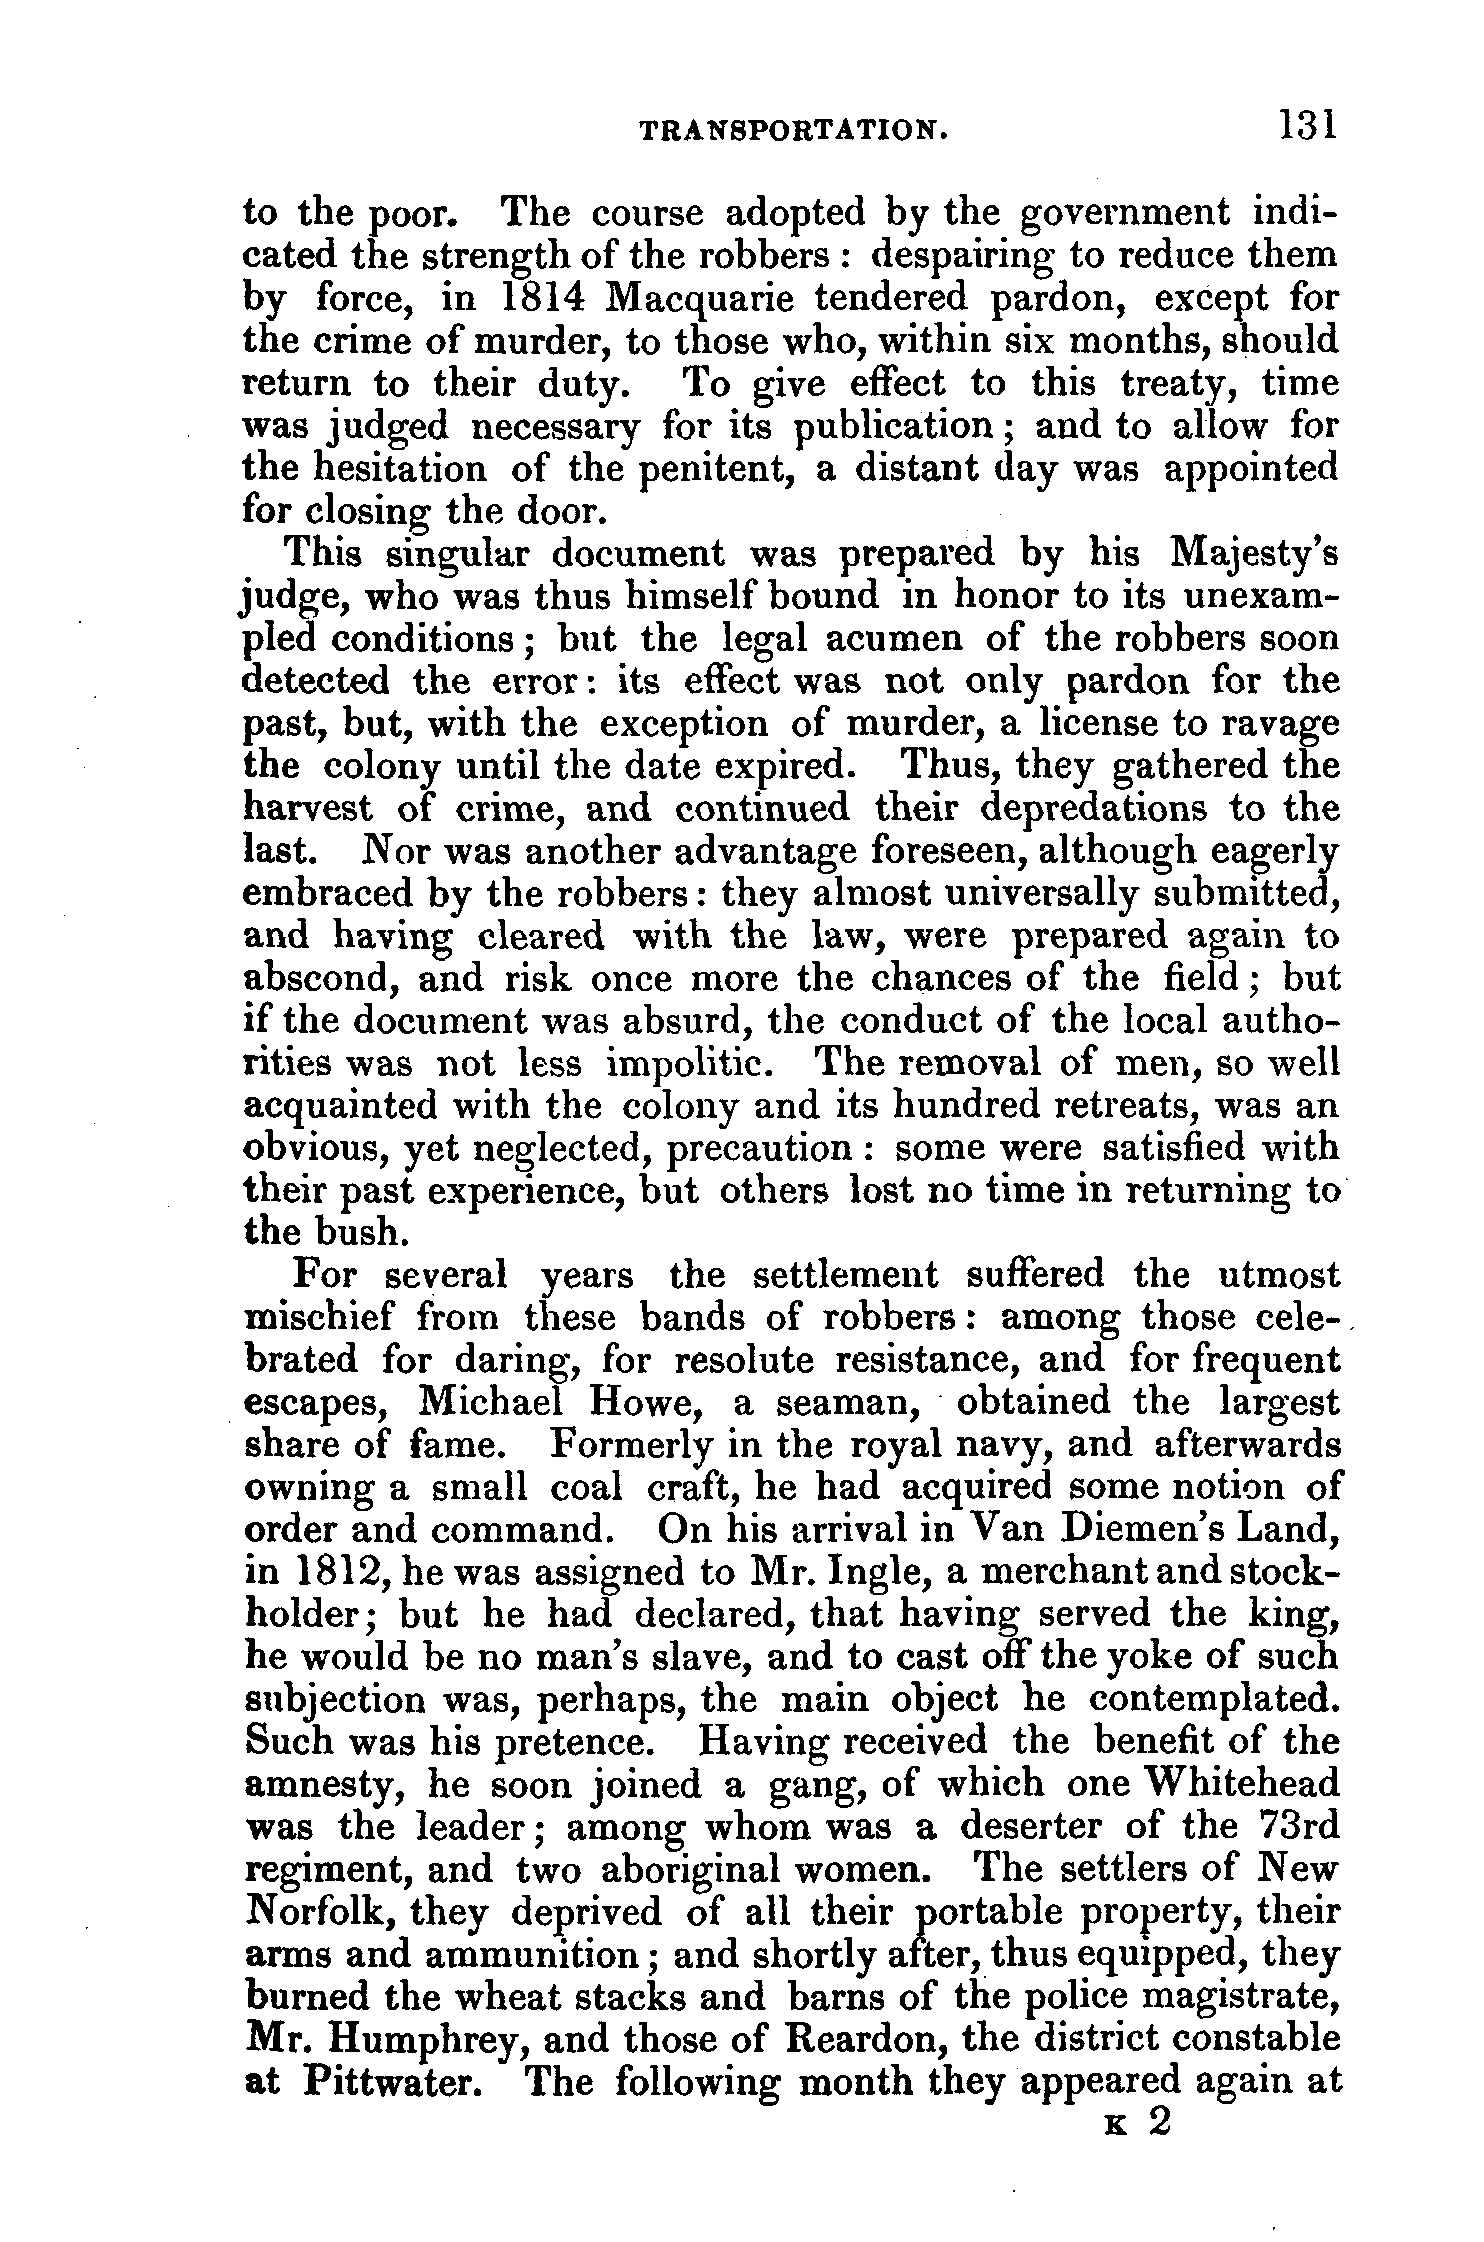 TRANSPORTATION. 131
to the poor. The course adopted by the government indi-
cated the strength of the robbers : despairing to reduce them
by force, in 1814 Macquarie tendered pardon, except for
the crime of murder, to those who, within six months, should
return to their duty. To give effect to this treaty, time
was judged necessary for its publication ; and to allow for
the hesitation of the penitent, a distant day was appointed
for closing the door.
This singular document was prepared by his Majesty's
judge, who was thus himself bound in honor to its unexam-
pled conditions ; but the legal acumen of the robbers soon
detected the error : its effect was not only pardon for the
past, but, with the exception of murder, a license to ravage
the colony until the date expired. Thus, they gathered the
harvest of crime, and continued their depredations to the
last. Nor was another advantage foreseen, although eagerly
embraced by the robbers : they almost universally submitted,
and having cleared with the law, were prepared again to
abscond, and risk once more the chances of the field ; but
if the document was absurd, the conduct of the local autho-
rities was not less impolitic. The removal of men, so well
acquainted with the colony and its hundred retreats, was an
obvious, yet neglected, precaution : some were satisfied with
their past experience, but others lost no time in returning to
the bush.
For several years the settlement suffered the utmost
mischief from these bands of robbers : among those cele-
brated for daring, for resolute resistance, and for frequent
escapes, Michael Howe, a seaman, obtained the largest
share of fame. Formerly in the royal navy, and afterwards
owning a small coal craft, he had acquired some notion of
order and command. On his arrival in Van Diemen's Land,
in 1812, he was assigned to Mr. Ingle, a merchant and stock-
holder ; but he had declared, that having served the king,
he would be no man's slave, and to cast off the yoke of such
subjection was, perhaps, the main object he contemplated.
Such was his pretence. Having received the benefit of the
amnesty, he soon joined a gang, of which one Whitehead
was the leader ; among whom was a deserter of the 73rd
regiment, and two aboriginal women. The settlers of New
Norfolk, they deprived of all their portable property, their
arms and ammunition ; and shortly after, thus equipped, they
burned the wheat stacks and barns of the police magistrate,
Mr. Humphrey, and those of Reardon, the district constable
at Pittwater. The following month they appeared again at
K 2